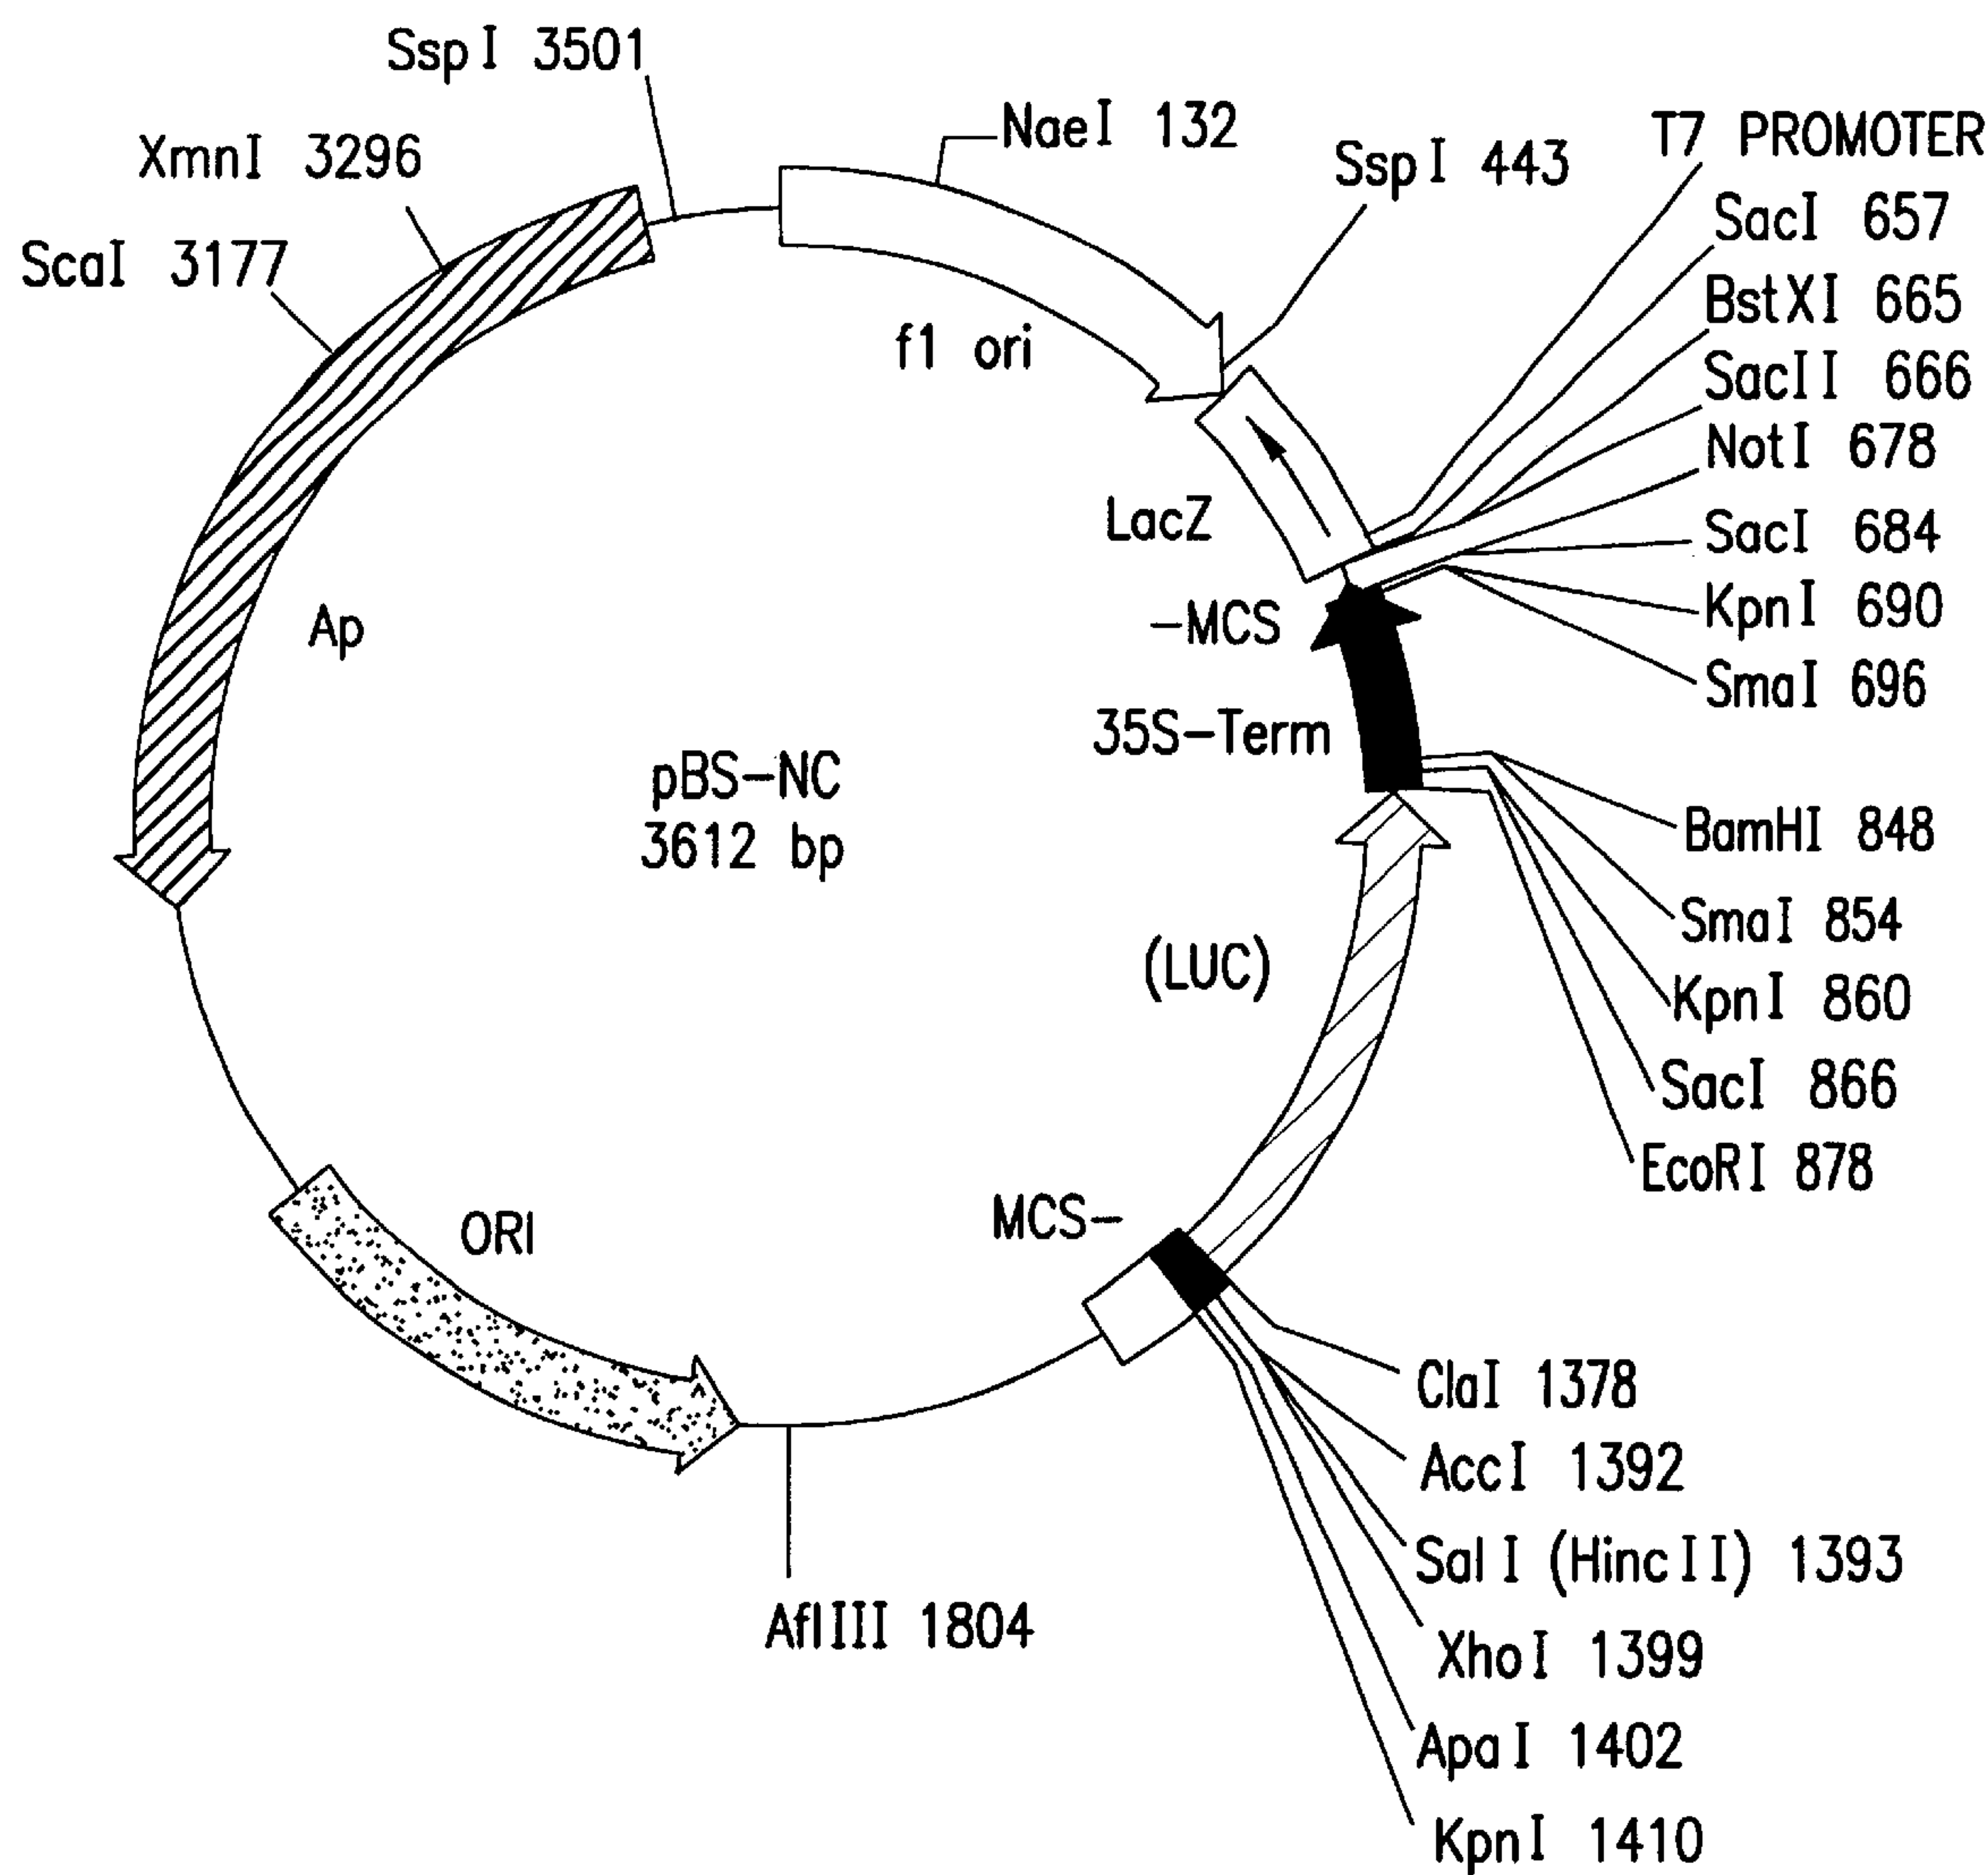 SspI 3501
NaeI 132
T7 PROMOTER
XmnI 3296
SspI 443
SacI 657
ScaI 3177
BstXI 665
f1 ori
SacII 666
NotI 678
LacZ
SacI 684
Ap
-MCS
KpnI 690
SmaI 696
35S-Term
pBS-NC
3612 bp
BamHI 848
SmaI 854
(LUC)
KpnI 860
SacI 866
EcoRI 878
MCS-
ORI
ClaI 1378
AccI 1392
SalI (HincII) 1393
AflIII 1804
XhoI 1399
ApaI 1402
KpnI 1410